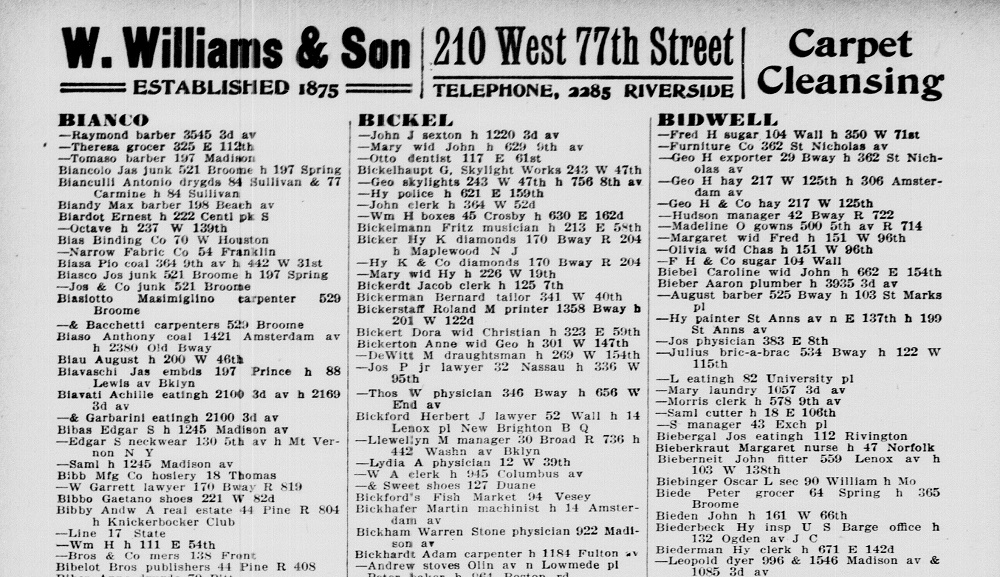 W. Williams & Son
ESTABLISHED 1875
210 West 77th Street
TELEPHONE, 2285 RIVERSIDE
Carpet
Cleansing
BIANCO
—Raymond barber 3545 3d av
—Theresa grocer 325 E 112th
—Tomaso barber 197 Madison
Biancolo Jas junk 521 Broome h 197 Spring
Bianculli Antonio drygds 84 Sullivan & 77
Carmine h 84 Sullivan
Biandy Max barber 198 Beach av
Biardot Ernest h 222 Centl pk S
—Octave h 237 W 139th
Bias Binding Co 70 W Houston
—Narrow Fabric Co 54 Franklin
Biasa Pio coal 364 9th av h 442 W 31st
Biasco Jos junk 521 Broome h 197 Spring
—Jos & Co junk 521 Broome
Biasiotto Masimiglino carpenter 529
Broome
—& Bacchetti carpenters 529 Broome
Biaso Anthony coal 1421 Amsterdam av
h 2380 Old Bway
Biau August h 200 W 46th
Biavaschi Jas embds 197 Prince h 88
Lewis av Bklyn
Biavati Achille eatingh 2100 3d av h 2169
3d av
—& Garbarini eatingh 2100 3d av
Bibas Edgar S h 1245 Madison av
—Edgar S neckwear 130 5th av h Mt Ver-
non N Y
—Saml h 1245 Madison av
Bibb Mfg Co hosiery 18 Thomas
—W Garrett lawyer 170 Bway R 819
Bibbo Gaetano shoes 221 W 82d
Bibby Andw A real estate 44 Pine R 804
h Knickerbocker Club
—Line 17 State
—Wm H h 111 E 54th
—Bros & Co mers 138 Front
Bibelot Bros publishers 44 Pine R 408
BICKEL
—John J sexton h 1220 3d av
—Mary wid John h 629 9th av
—Otto dentist 117 E 61st
Bickelhaupt G, Skylight Works 243 W 47th
—Geo skylights 243 W 47th h 756 8th av
—Hy police h 621 E 159th
—John clerk h 364 W 52d
—Wm H boxes 45 Crosby h 630 E 162d
Bickelmann Fritz musician h 213 E 58th
Bicker Hy K diamonds 170 Bway R 204
h Maplewood N J
—Hy K & Co diamonds 170 Bway R 204
—Mary wid Hy h 226 W 19th
Bickerdt Jacob clerk h 125 7th
Bickerman Bernard tailor 341 W 40th
Bickerstaff Roland M printer 1358 Bway h
201 W 122d
Bickert Dora wid Christian h 323 E 59th
Bickerton Anne wid Geo h 301 W 147th
—DeWitt M draughtsman h 269 W 154th
—Jos P jr lawyer 32 Nassau h 336 W
95th
—Thos W physician 346 Bway h 656 W
End av
Bickford Herbert J lawyer 52 Wall h 14
Lenox pl New Brighton B Q
—Llewellyn M manager 30 Broad R 736 h
442 Washn av Bklyn
—Lydia A physician 12 W 39th
—W A clerk h 945 Columbus av
—& Sweet shoes 127 Duane
Bickford's Fish Market 94 Vesey
Bickhafer Martin machinist h 14 Amster-
dam av
Bickham Warren Stone physician 922 Madi-
son av
Bickhardt Adam carpenter h 1184 Fulton av
—Andrew stoves Olin av n Lowmede pl
BIDWELL
—Fred H sugar 104 Wall h 350 W 71st
—Furniture Co 362 St Nicholas av
—Geo H exporter 29 Bway h 362 St Nich-
olas av
—Geo H hay 217 W 125th h 306 Amster-
dam av
—Geo H & Co hay 217 W 125th
—Hudson manager 42 Bway R 722
—Madeline O gowns 500 5th av R 714
—Margaret wid Fred h 151 W 96th
—Olivia wid Chas h 151 W 96th
—F H & Co sugar 104 Wall
Biebel Caroline wid John h 662 E 154th
Bieber Aaron plumber h 3935 3d av
—August barber 525 Bway h 103 St Marks
pl
—Hy painter St Anns av n E 137th h 199
St Anns av
—Jos physician 383 E 8th
—Julius bric-a-brac 534 Bway h 122 W
115th
—L eatingh 82 University pl
—Mary laundry 1057 3d av
—Morris clerk h 578 9th av
—Saml cutter h 18 E 106th
—S manager 43 Exch pl
Biebergal Jos eatingh 112 Rivington
Bieberkraut Margaret nurse h 47 Norfolk
Bieberneit John fitter 559 Lenox av h
103 W 138th
Biebinger Oscar L sec 90 William h Mo
Biede Peter grocer 64 Spring h 365
Broome
Bieden John h 161 W 66th
Biederbeck Hy insp U S Barge office h
132 Ogden av J C
Biederman Hy clerk h 671 E 142d
—Leopold dyer 996 & 1546 Madison av &
1085 3d av